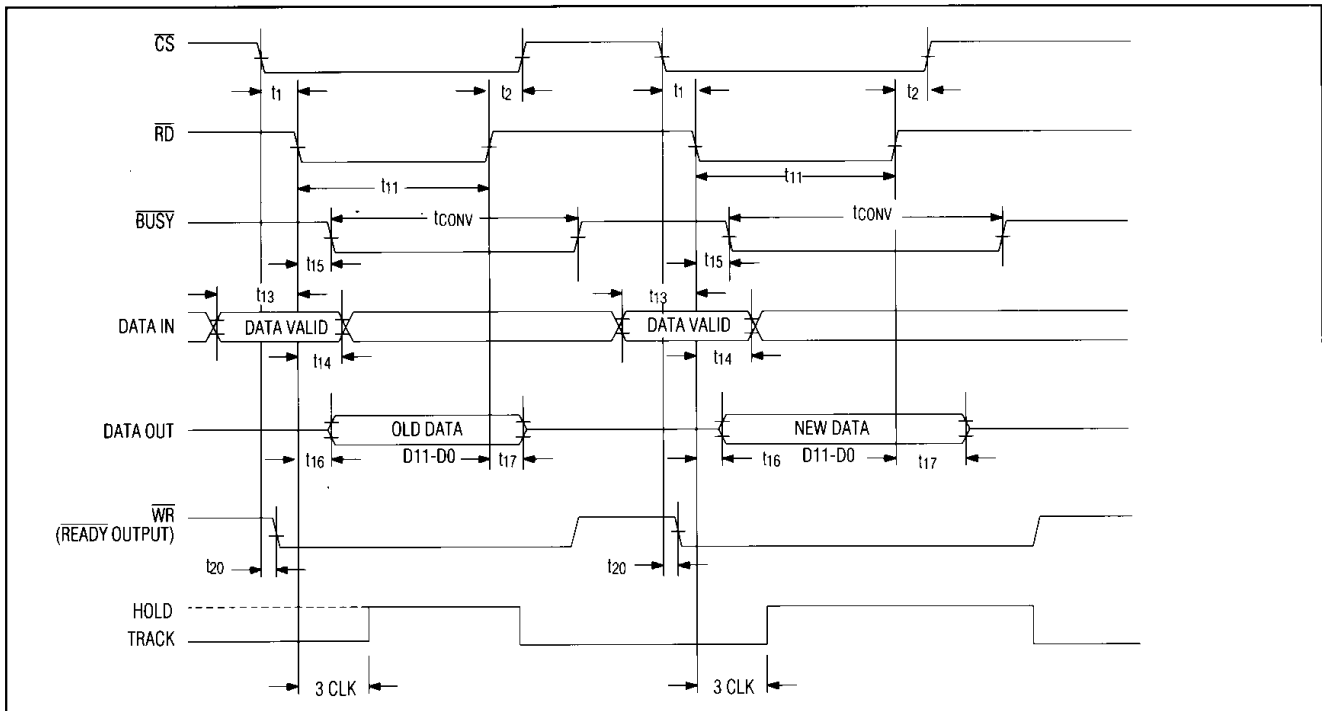 CS
t1 t2 t1 t2
RD
t11 t11
BUSY tCONV tCONV
t15 t15
t13 t13
DATA IN DATA VALID DATA VALID
t14 t14
DATA OUT OLD DATA NEW DATA
t16 D11-D0 t17 t16 D11-D0 t17
WR
(READY OUTPUT)
t20 t20
HOLD
TRACK
3 CLK 3 CLK